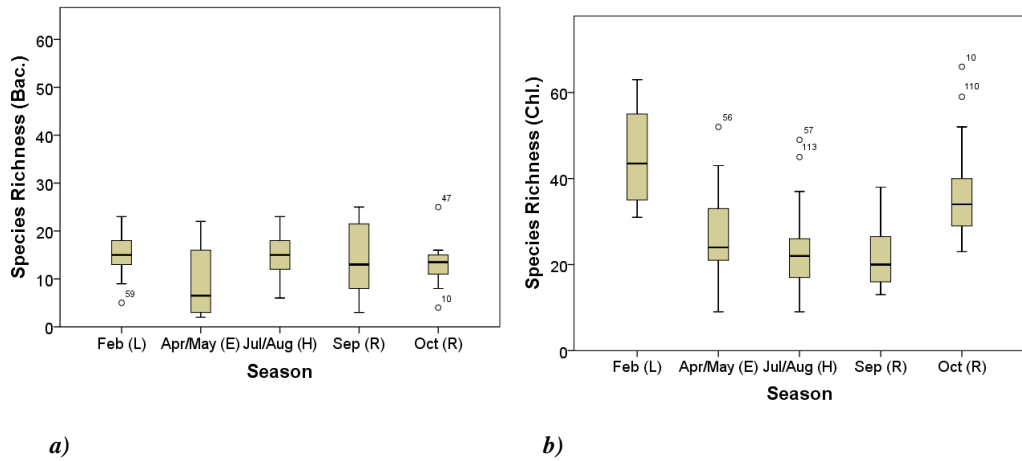 Species Richness (Bac.)
60
50
40
30
20
10
0
47
59
10
Feb (L) Apr/May (E) Jul/Aug (H) Sep (R) Oct (R)
Season
a)
Species Richness (Chl.)
60
40
20
0
10
110
56
57
113
Feb (L) Apr/May (E) Jul/Aug (H) Sep (R) Oct (R)
Season
b)